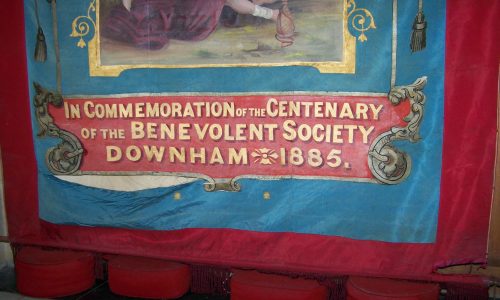 IN COMMEMORATION OF THE CENTENARY
OF THE BENEVOLENT SOCIETY
DOWNHAM 1885.